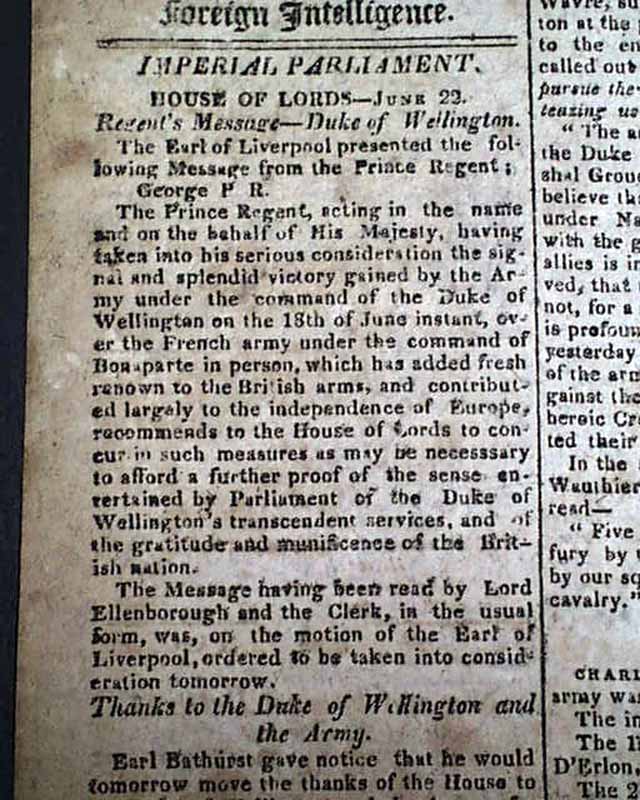 Foreign Intelligence.
IMPERIAL PARLIAMENT.
HOUSE OF LORDS—JUNE 22.
Regent's Message—Duke of Wellington.
The Earl of Liverpool presented the fol-
lowing Message from the Prince Regent;
George P R.
The Prince Regent, acting in the name
and on the behalf of His Majesty, having
taken into his serious consideration the sig-
nal and splendid victory gained by the Ar-
my under the command of the Duke of
Wellington on the 18th of June instant, ov-
er the French army under the command of
Bonaparte in person, which has added fresh
renown to the British arms, and contribut-
ed largely to the independence of Europe,
recommends to the House of Lords to con-
cur in such measures as may be necesssary
to afford a further proof of the sense en-
tertained by Parliament of the Duke of
Wellington's transcendent services, and of
the gratitude and munificence of the Brit-
ish nation.
The Message having been read by Lord
Ellenborough and the Clerk, in the usual
form, was, on the motion of the Earl of
Liverpool, ordered to be taken into consid-
eration tomorrow.
Thanks to the Duke of Wellington and
the Army.
Earl Bathurst gave notice that he would
tomorrow move the thanks of the House to
ton at the
to the en
called out
pursue the
teazing us
" The a
the Duke
shal Grou
believe tha
under Na
with the g
allies is in
ved, that
not, for a
is profoun
yesterday
of the arm
gainst the
heroic Cr
ted their
In the
Wauthier
read—
" Five
fury by
by our sq
cavalry."
CHARL
army was
The in
The 1
D'Erlon,
The 2